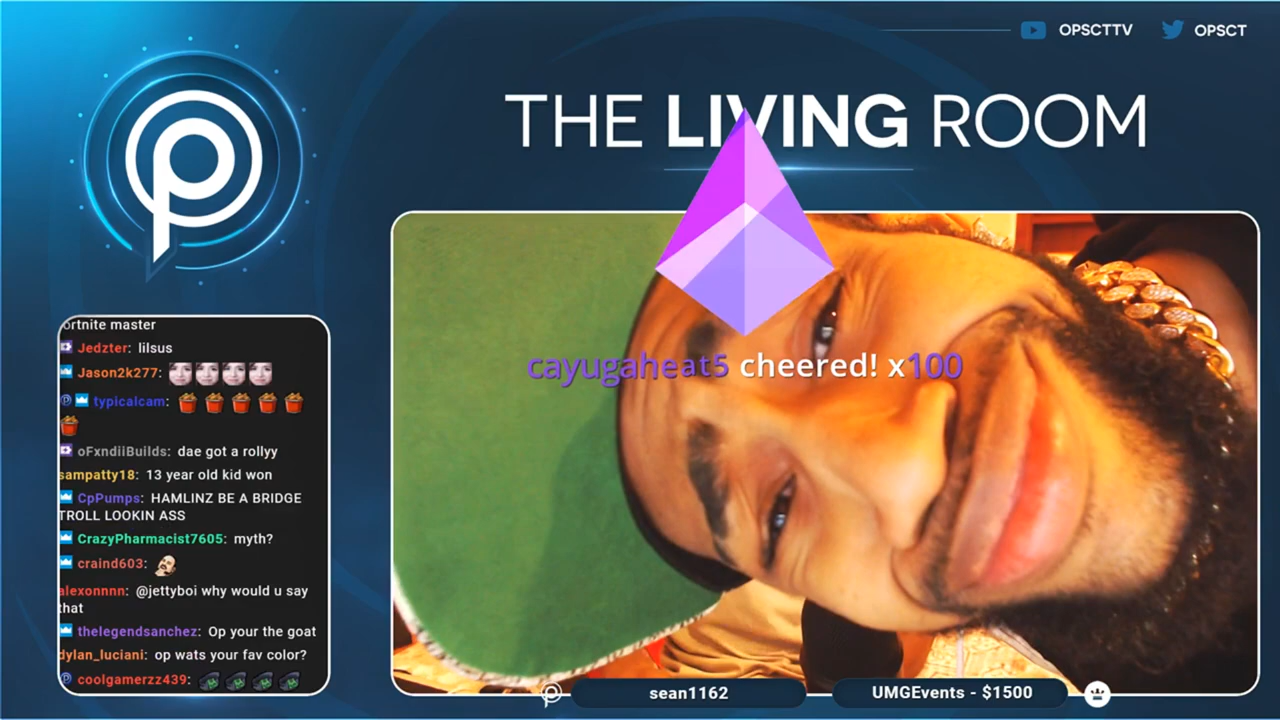 OPSCTTV OPSCT
THE LIVING ROOM
cayugaheat5 cheered! x100
ortnite master
Jedzter: lilsus
Jason2k277:
typicalcam:
oFxndiiBuilds: dae got a rollyy
sampatty18: 13 year old kid won
CpPumps: HAMLINZ BE A BRIDGE
TROLL LOOKIN ASS
CrazyPharmacist7605: myth?
craind603:
alexonnnn: @jettyboi why would u say
that
thelegendsanchez: Op your the goat
dylan_luciani: op wats your fav color?
coolgamerzz439:
sean1162
UMGEvents - $1500